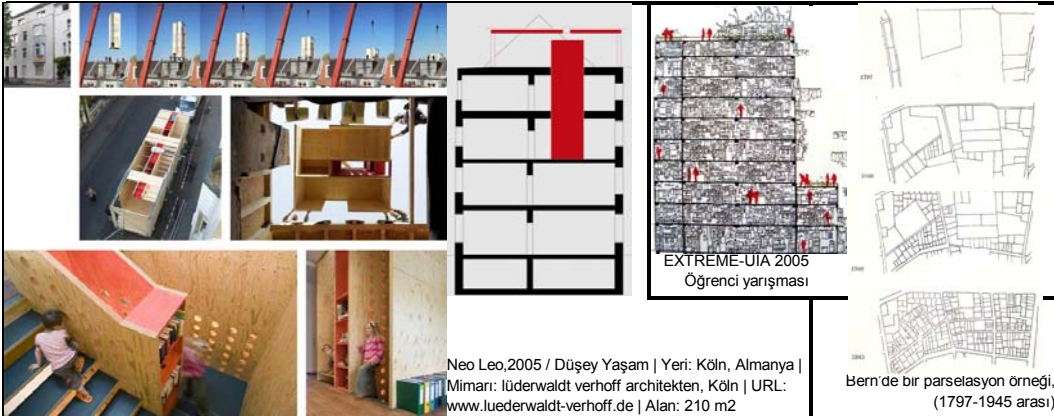 EXTREME-UIA 2005
Öğrenci yarışması
Neo Leo,2005 / Düşey Yaşam | Yeri: Köln, Almanya |
Mimarı: lüderwaldt verhoff architekten, Köln | URL:
www.luederwaldt-verhoff.de | Alan: 210 m2
1797
Bern'de bir parselasyon örneği,
(1797-1945 arası)